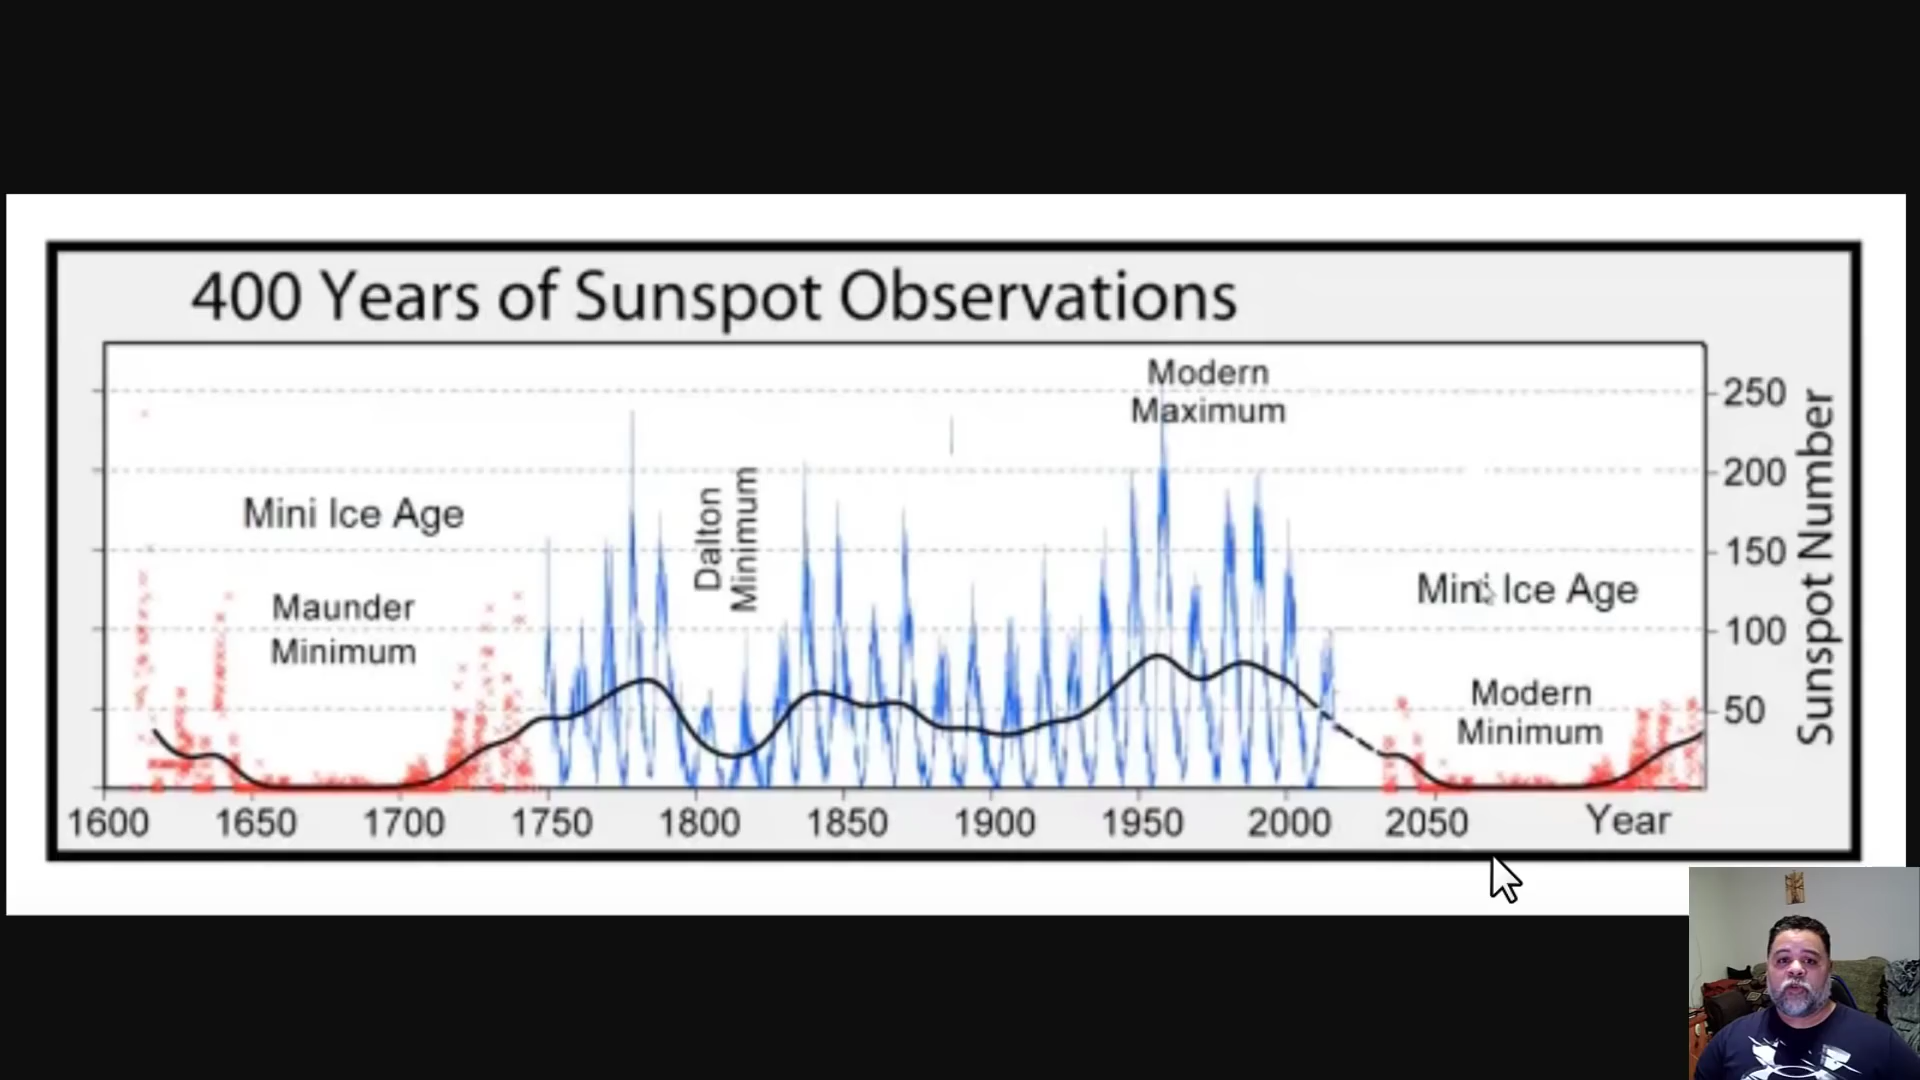 400 Years of Sunspot Observations
Modern
Maximum
250
200
150
100
50
Sunspot Number
Mini Ice Age
Maunder
Minimum
Dalton
Minimum
Mini Ice Age
Modern
Minimum
1600 1650 1700 1750 1800 1850 1900 1950 2000 2050 Year